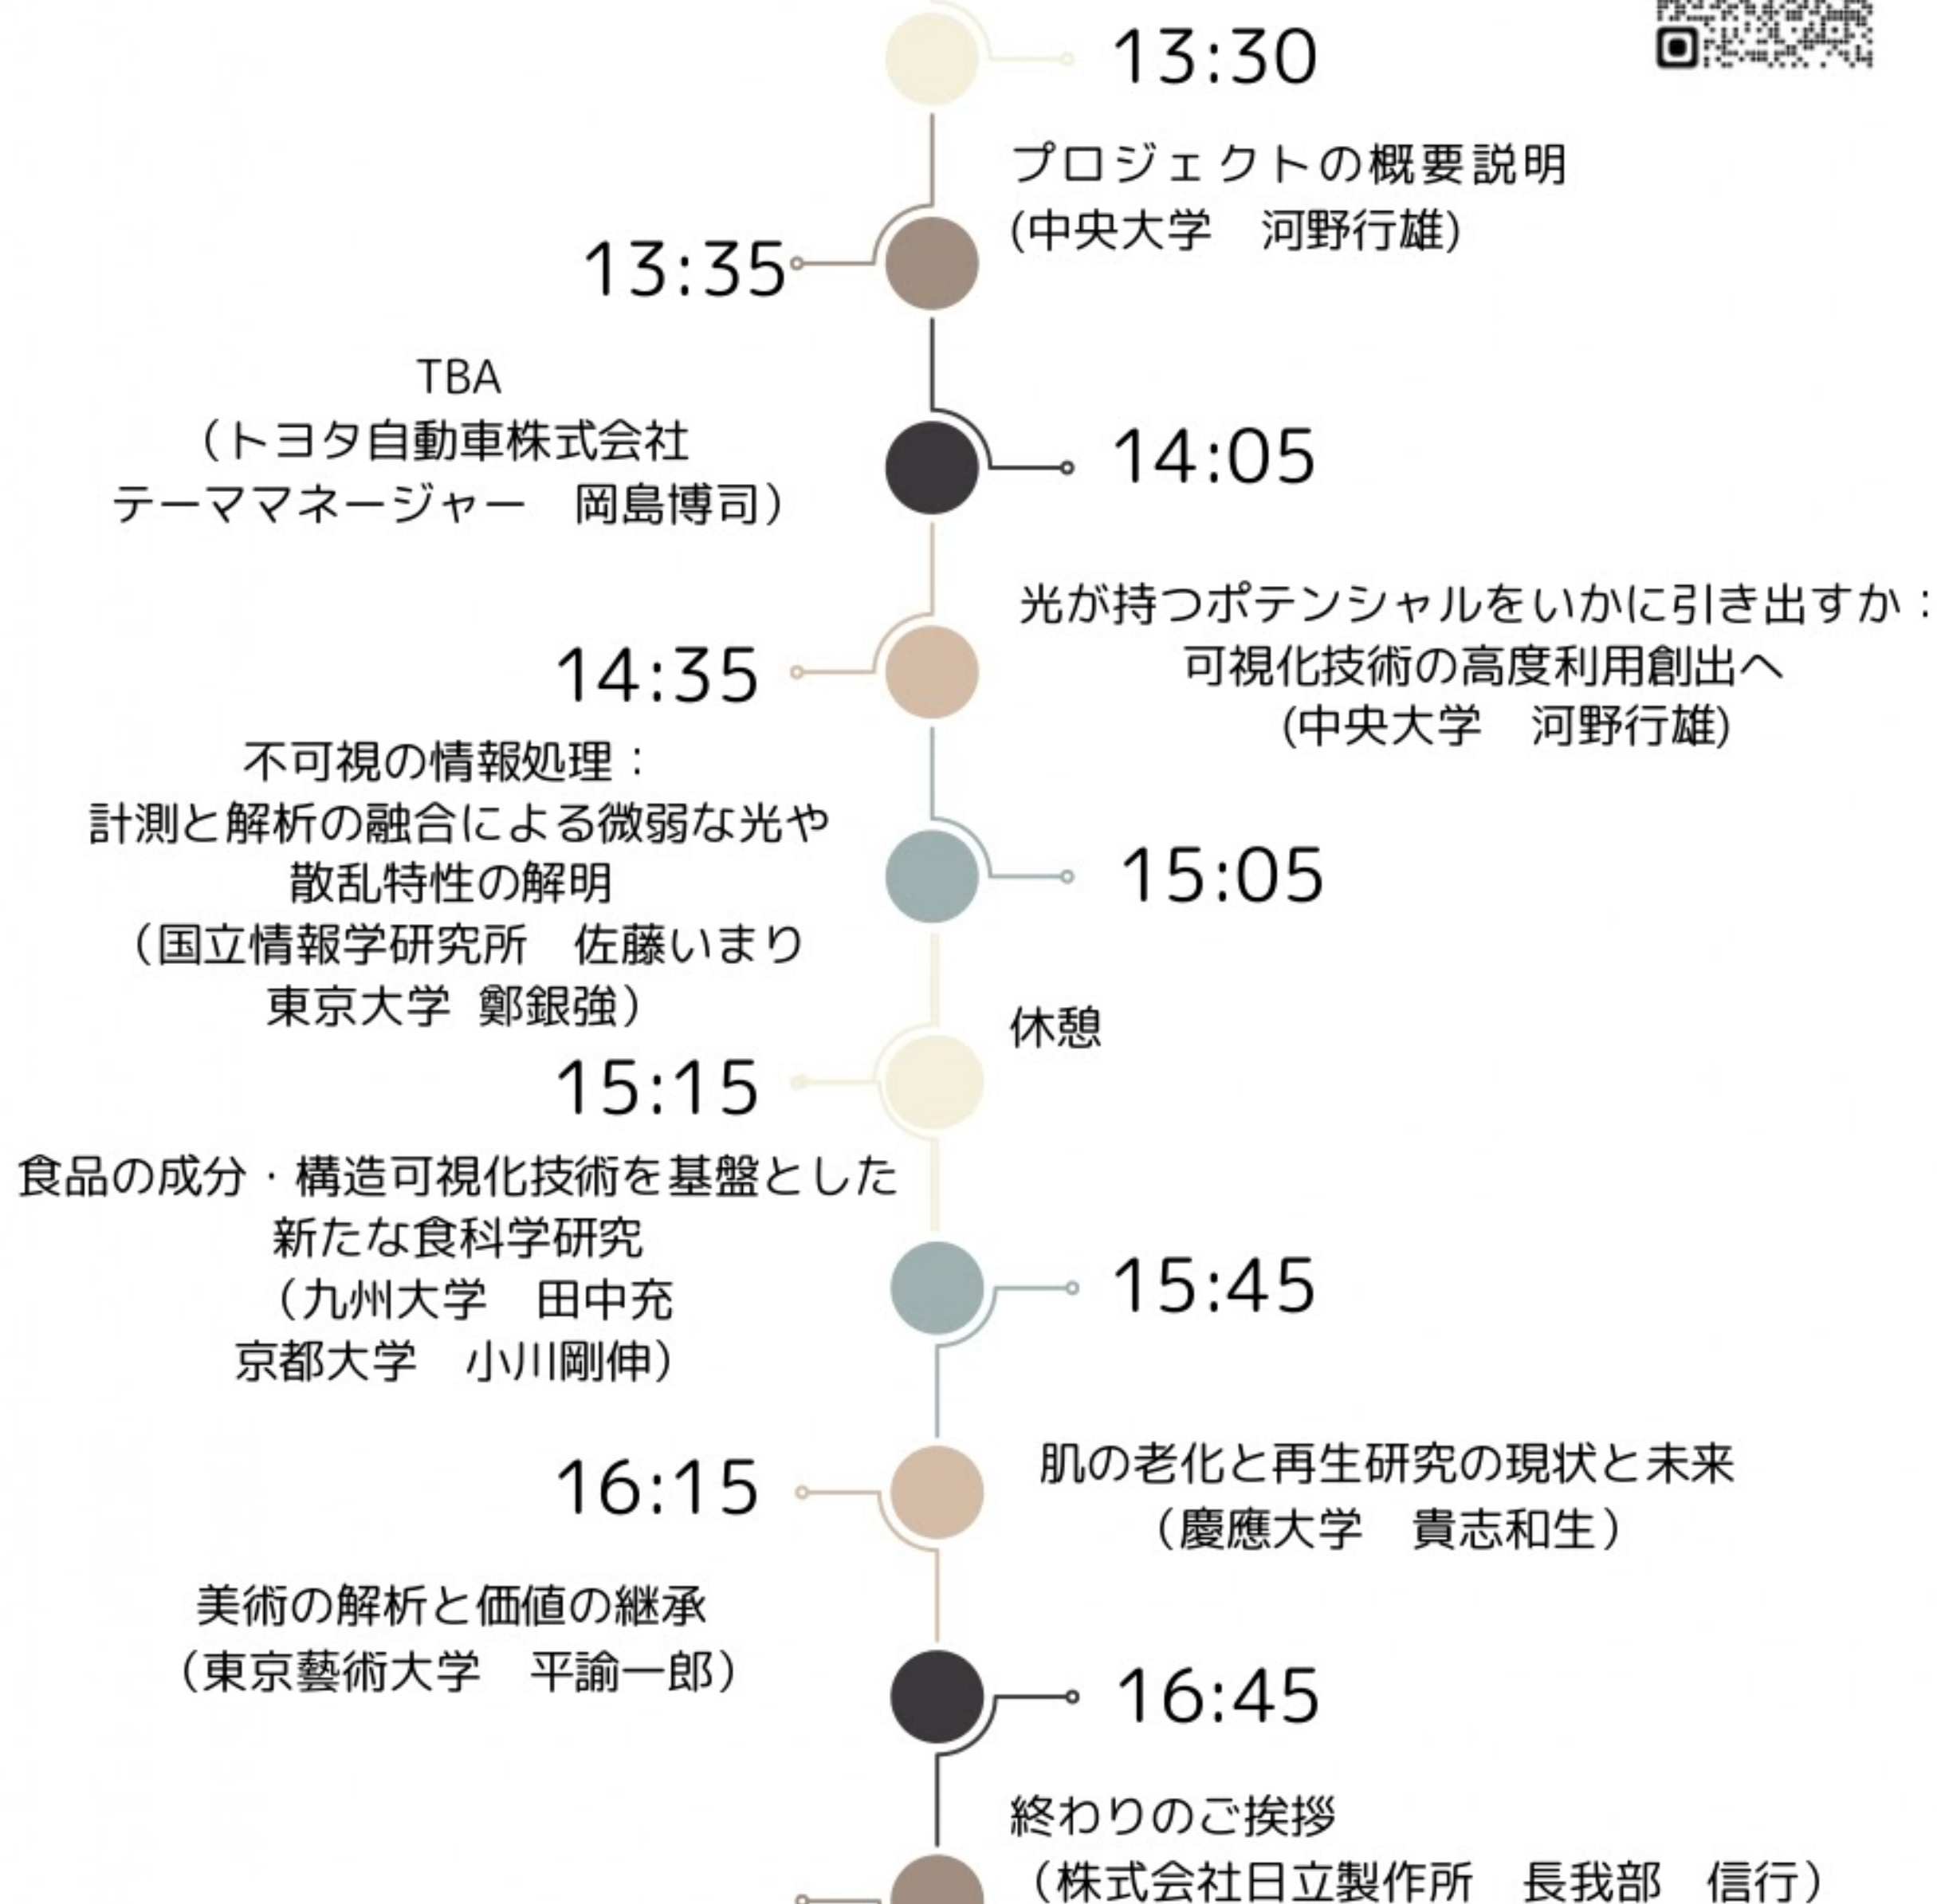 13:30
プロジェクトの概要説明
(中央大学　河野行雄)
13:35
TBA
（トヨタ自動車株式会社
テーママネージャー　岡島博司）
14:05
光が持つポテンシャルをいかに引き出すか：
可視化技術の高度利用創出へ
(中央大学　河野行雄)
14:35
不可視の情報処理：
計測と解析の融合による微弱な光や
散乱特性の解明
（国立情報学研究所　佐藤いまり
東京大学 鄭銀強）
15:05
休憩
15:15
食品の成分・構造可視化技術を基盤とした
新たな食科学研究
（九州大学　田中充
京都大学　小川剛伸）
15:45
肌の老化と再生研究の現状と未来
（慶應大学　貴志和生）
16:15
美術の解析と価値の継承
（東京藝術大学　平諭一郎）
16:45
終わりのご挨拶
（株式会社日立製作所　長我部　信行）